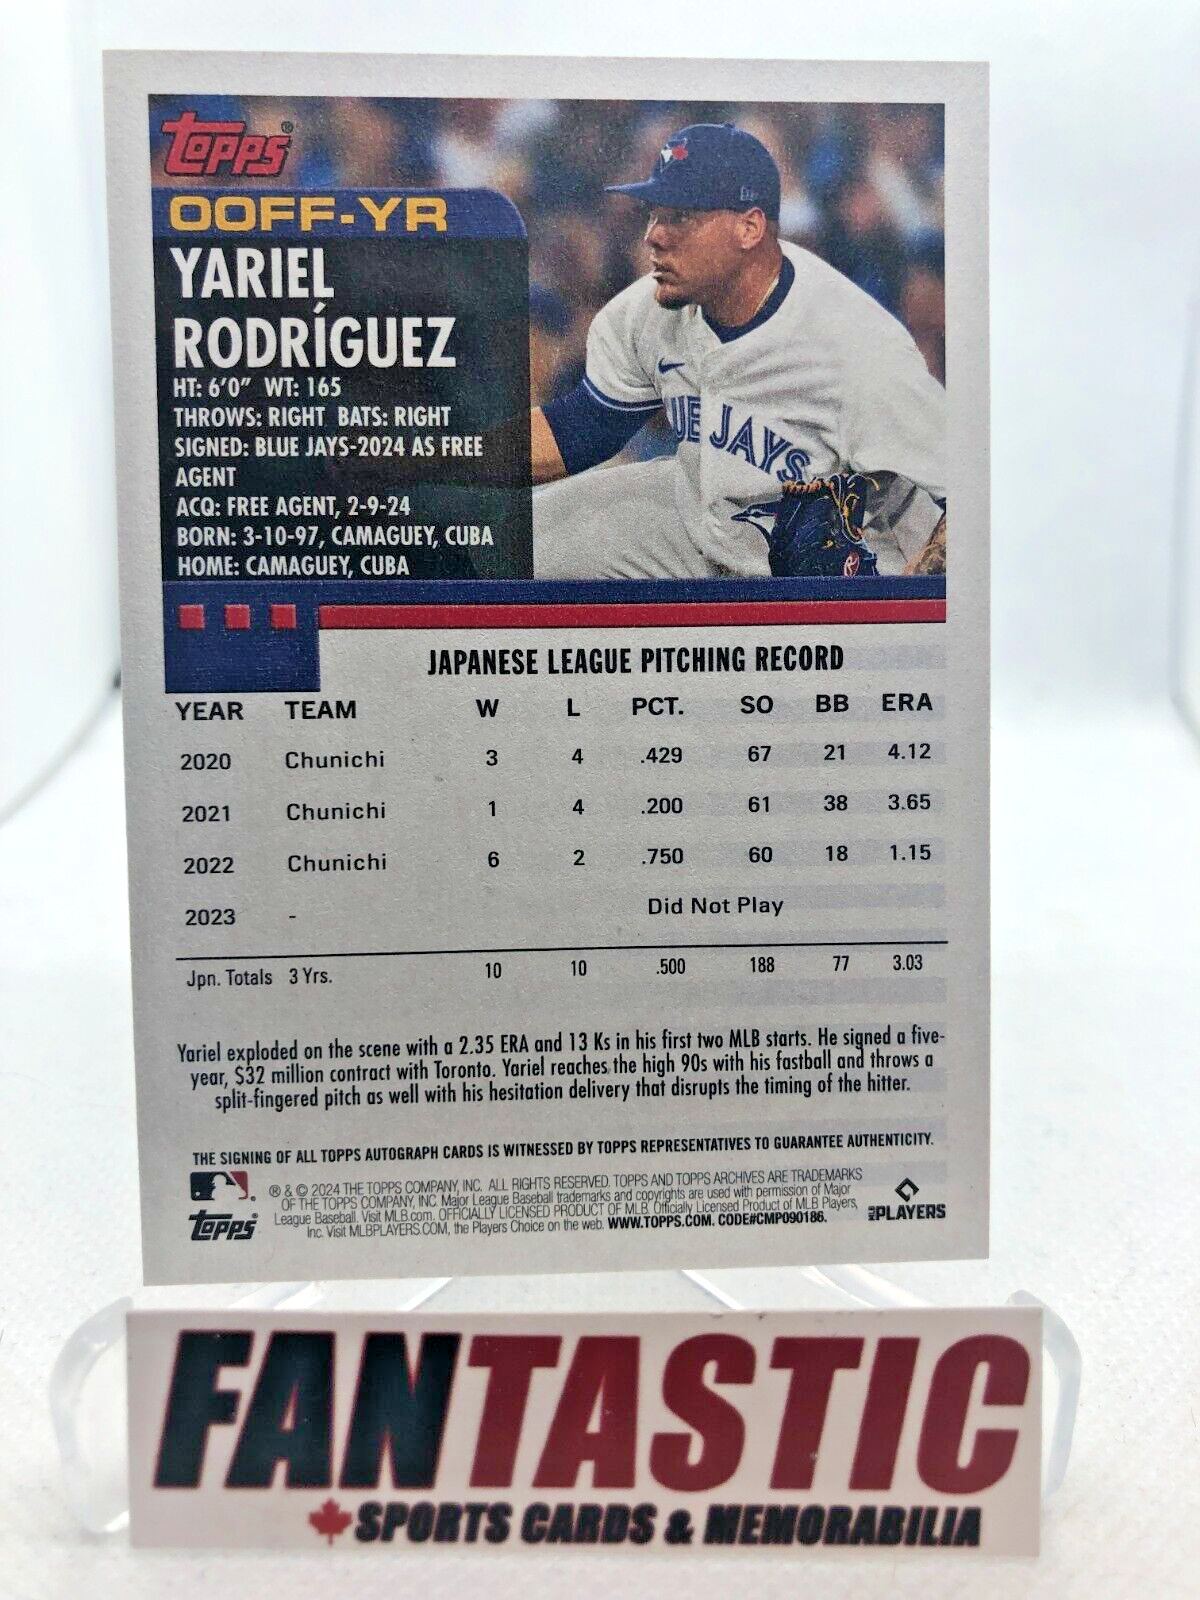 Topps®
00FF-YR
YARIEL
RODRÍGUEZ
HT: 6'0" WT: 165
THROWS: RIGHT BATS: RIGHT
SIGNED: BLUE JAYS-2024 AS FREE
AGENT
ACQ: FREE AGENT, 2-9-24
BORN: 3-10-97, CAMAGUEY, CUBA
HOME: CAMAGUEY, CUBA
UE JAYS
JAPANESE LEAGUE PITCHING RECORD
YEAR TEAM W L PCT. SO BB ERA
2020 Chunichi 3 4 .429 67 21 4.12
2021 Chunichi 1 4 .200 61 38 3.65
2022 Chunichi 6 2 .750 60 18 1.15
2023 - Did Not Play
Jpn. Totals 3 Yrs. 10 10 .500 188 77 3.03
Yariel exploded on the scene with a 2.35 ERA and 13 Ks in his first two MLB starts. He signed a five-
year, $32 million contract with Toronto. Yariel reaches the high 90s with his fastball and throws a
split-fingered pitch as well with his hesitation delivery that disrupts the timing of the hitter.
THE SIGNING OF ALL TOPPS AUTOGRAPH CARDS IS WITNESSED BY TOPPS REPRESENTATIVES TO GUARANTEE AUTHENTICITY.
® & © 2024 THE TOPPS COMPANY, INC. ALL RIGHTS RESERVED. TOPPS AND TOPPS ARCHIVES ARE TRADEMARKS
OF THE TOPPS COMPANY, INC. Major League Baseball trademarks and copyrights are used with permission of Major
League Baseball. Visit MLB.com. OFFICIALLY LICENSED PRODUCT OF MLB. Officially Licensed Product of MLB Players,
Inc. Visit MLBPLAYERS.COM, the Players Choice on the web. WWW.TOPPS.COM. CODE#CMP090186.
Topps
MLB PLAYERS
FANTASTIC
SPORTS CARDS & MEMORABILIA